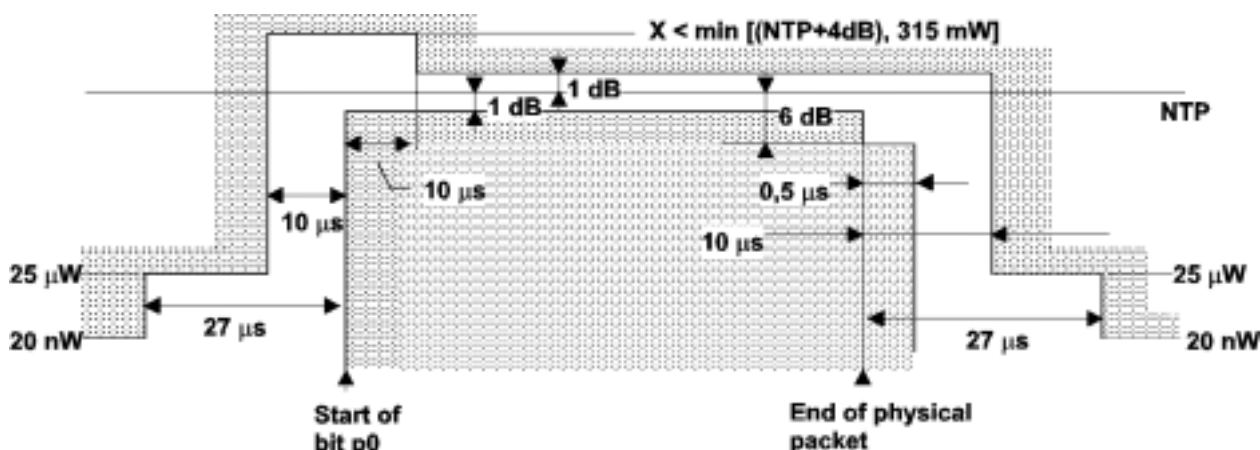 X < min [(NTP+4dB), 315 mW]
1 dB
1 dB
6 dB
NTP
10 µs
0,5 µs
10 µs
10 µs
25 µW
25 µW
27 µs
27 µs
20 nW
20 nW
Start of
bit p0
End of physical
packet